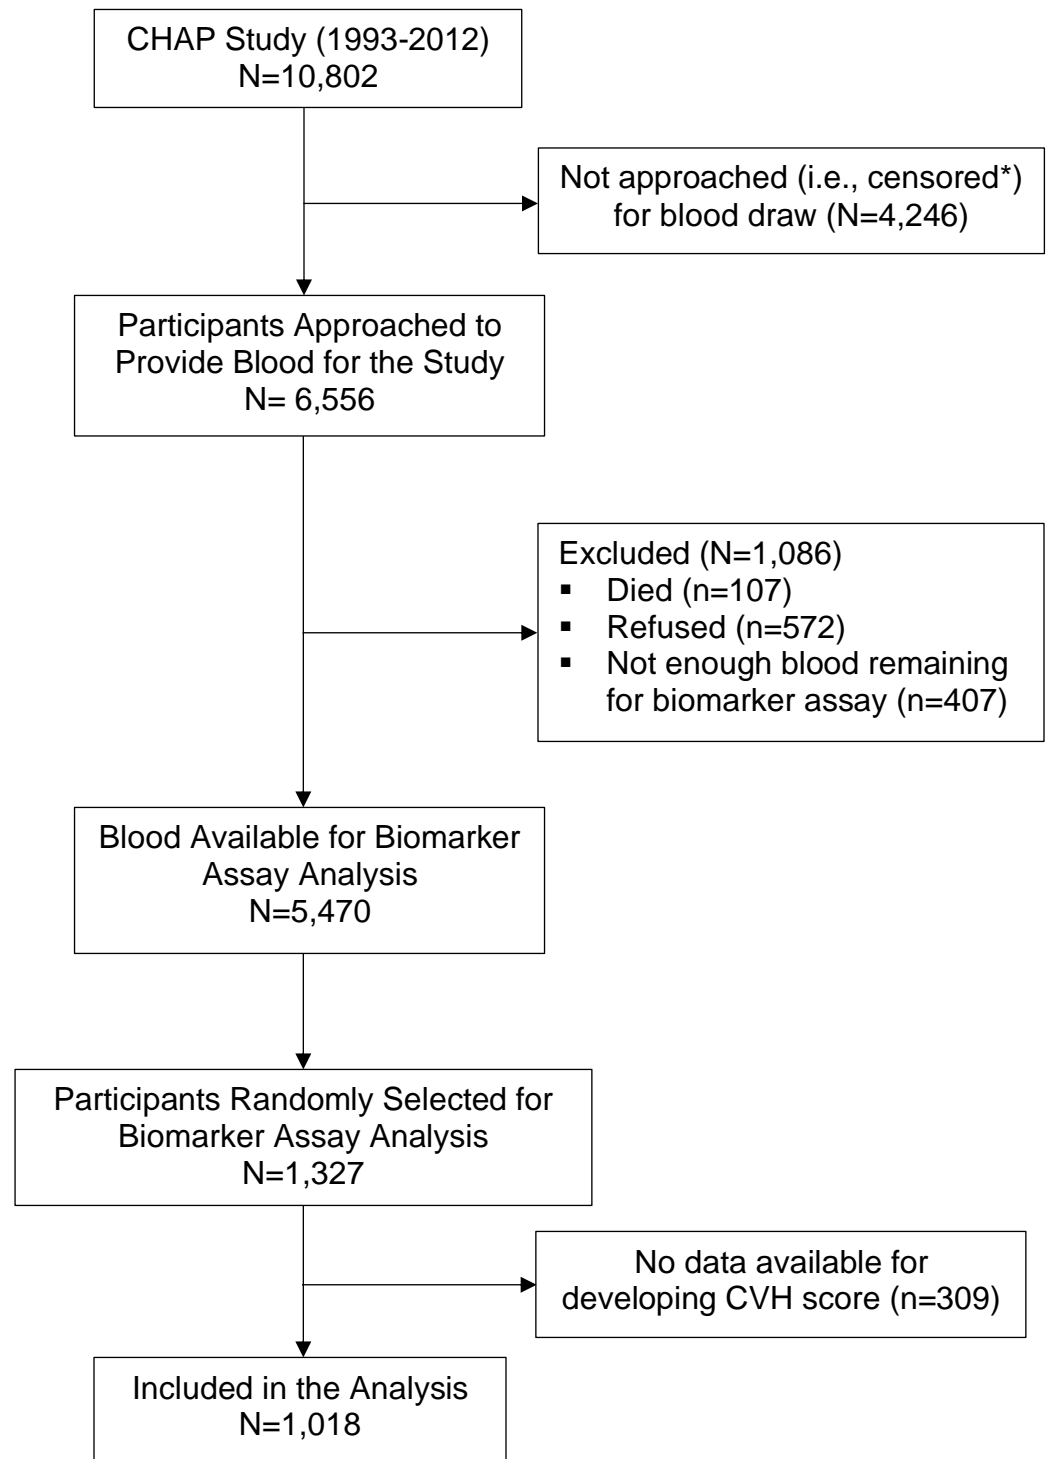 CHAP Study (1993-2012)
N=10,802
Not approached (i.e., censored*)
for blood draw (N=4,246)
Participants Approached to
Provide Blood for the Study
N= 6,556
Excluded (N=1,086)
▪ Died (n=107)
▪ Refused (n=572)
▪ Not enough blood remaining
for biomarker assay (n=407)
Blood Available for Biomarker
Assay Analysis
N=5,470
Participants Randomly Selected for
Biomarker Assay Analysis
N=1,327
No data available for
developing CVH score (n=309)
Included in the Analysis
N=1,018